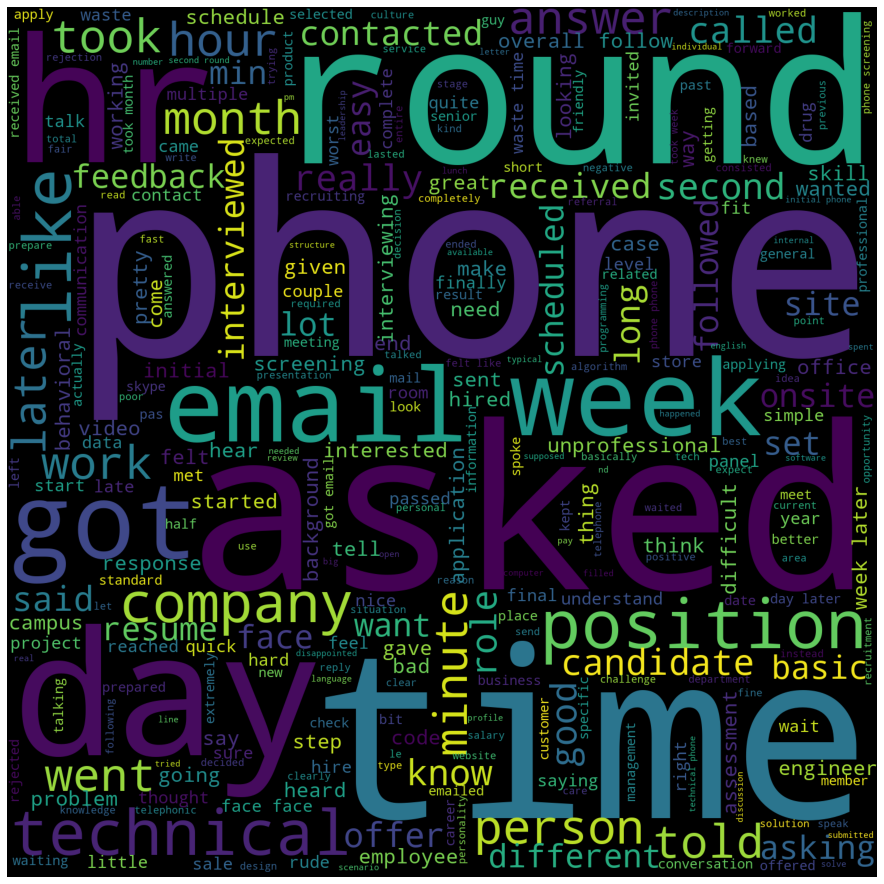 apply
waste
schedule
selected
culture
worked
description
answer
took
hour
product
guy
contacted
service
letter
individual
called
hr
round
rejection
number
second round
trying
overall follow
forward
received email
working
min
multiple
stage
pm
waste time
looking
invited
past
phone screening
talk
took month
month
easy
worst
leadership
complete
entire
quite
senior
kind
friendly
getting
based
drug
previous
total
fair
came
write
expected
lasted
lunch
way
took week
knew
feedback
really
great
short
negative
consisted
skill
able
read
contact
recruiting
completely
received
second
referral
wanted
initial phone
prepare
laterlike
interviewed
phone
fit
followed
professional
receive
communication
pretty
come
fast
answered
structure
given
couple
required
meeting
interviewing
decision
ended
available
make
finally
result
need
scheduled
programming
case
level
related
phone phone
long
general
internal
site
point
behavioral
actually
initial
lot
end
talked
felt like
typical
store
english
spent
screening
presentation
algorithm
applying
office
poor
skype
mail
sent
idea
onsite
video
pas
room
look
hired
email
week
simple
happened
work
data
hear
needed
review
interested
information
spoke
unprofessional
set
best
opportunity
left
felt
met
got email
supposed
basically
tech
panel
software
start
late
started
background
passed
application
nd
expect
meet
current
got
asked
half
personal
thing
kept
waited
telephone
difficult
year
week later
response
use
tell
think
better
standard
open
big
reason
pay
positive
area
computer
filled
said
let
company
nice
situation
final
understand
date
day later
campus
resume
face
want
role
place
position
recruitment
project
reached
quick
feel
minute
send
real
day
extremely
disappointed
reply
gave
bad
candidate
basic
talking
prepared
hard
new
language
clear
business
challenge
department
instead
fine
following
line
check
bit
time
customer
good
specific
wait
rejected
say
sure
step
code
profile
salary
management
right
assessment
member
went
tried
decided
clearly
hire
le
type
website
know
saying
care
technical phone
discussion
engineer
going
heard
emailed
problem
thought
face face
knowledge
telephonic
technical
offer
career
personality
person
told
solution
speak
submitted
asking
waiting
little
sale
design
rude
scenario
employee
different
conversation
offered
solve